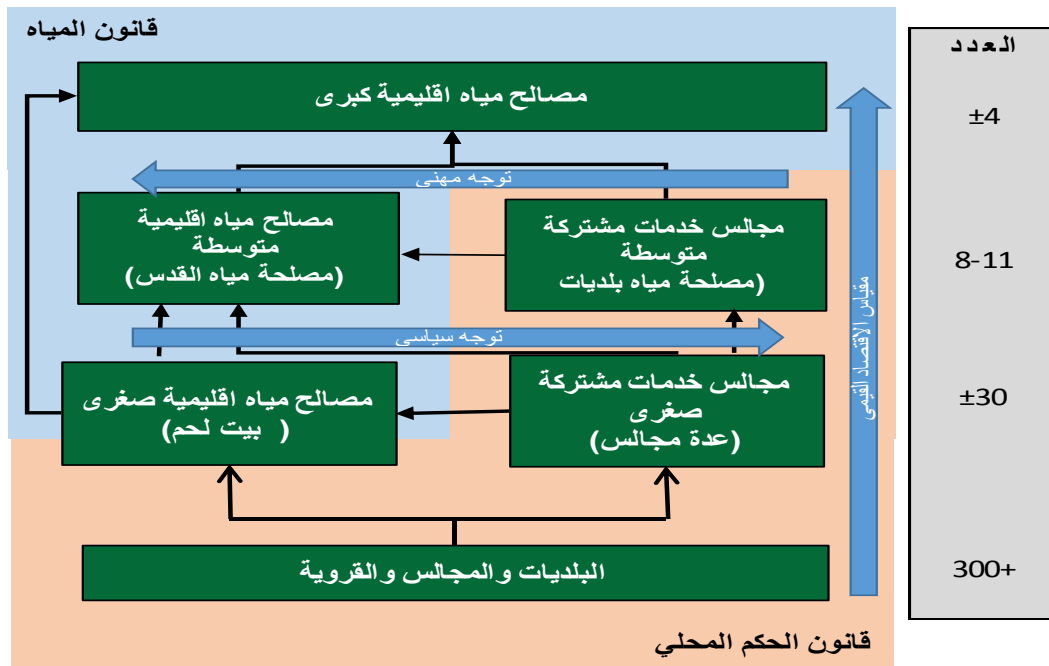 قانون المياه
العدد
مصالح مياه اقليمية كبرى
±4
توجه مهني
مصالح مياه اقليمية
متوسطة
(مصلحة مياه القدس)
مجالس خدمات مشتركة
متوسطة
(مصلحة مياه بلديات
8-11
مقياس الاقتصاد القيمي
توجه سياسي
مصالح مياه اقليمية صغرى
( بيت لحم)
مجالس خدمات مشتركة
صغرى
(عدة مجالس)
±30
البلديات والمجالس والقروية
300+
قانون الحكم المحلي